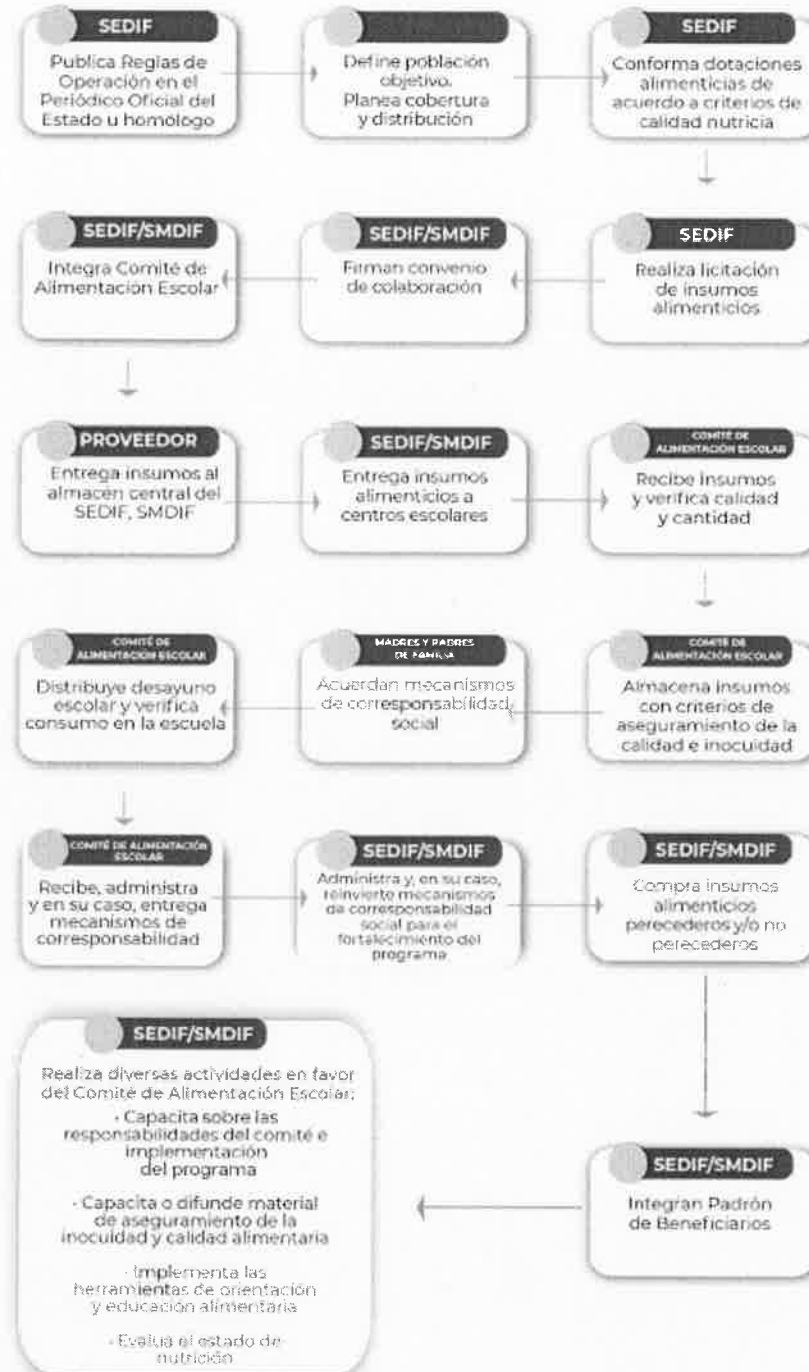 SEDIF
Publica Reglas de
Operación en el
Periódico Oficial del
Estado u homólogo
Define población
objetivo.
Planea cobertura
y distribución
SEDIF
Conforma dotaciones
alimenticias de
acuerdo a criterios de
calidad nutricia
SEDIF/SMDIF
Integra Comité de
Alimentación Escolar
SEDIF/SMDIF
Firman convenio
de colaboración
SEDIF
Realiza licitación
de insumos
alimenticios
PROVEEDOR
Entrega insumos al
almacén central del
SEDIF, SMDIF
SEDIF/SMDIF
Entrega insumos
alimenticios a
centros escolares
COMITÉ DE
ALIMENTACIÓN ESCOLAR
Recibe insumos
y verifica calidad
y cantidad
COMITÉ DE
ALIMENTACIÓN ESCOLAR
Distribuye desayuno
escolar y verifica
consumo en la escuela
MADRES Y PADRES
DE FAMILIA
Acuerdan mecanismos
de corresponsabilidad
social
COMITÉ DE
ALIMENTACIÓN ESCOLAR
Almacena insumos
con criterios de
aseguramiento de la
calidad e inocuidad
COMITÉ DE ALIMENTACIÓN
ESCOLAR
Recibe, administra
y en su caso, entrega
mecanismos de
corresponsabilidad
SEDIF/SMDIF
Administra y, en su caso,
reinvierte mecanismos
de corresponsabilidad
social para el
fortalecimiento del
programa
SEDIF/SMDIF
Compra insumos
alimenticios
perecederos y/ó no
perecederos
SEDIF/SMDIF
Integran Padrón
de Beneficiarios
SEDIF/SMDIF
Realiza diversas actividades en favor
del Comité de Alimentación Escolar:
· Capacita sobre las
responsabilidades del comité e
implementación
del programa
· Capacita o difunde material
de aseguramiento de la
inocuidad y calidad alimentaria
· Implementa las
herramientas de orientación
y educación alimentaria
· Evalua el estado de
nutrición